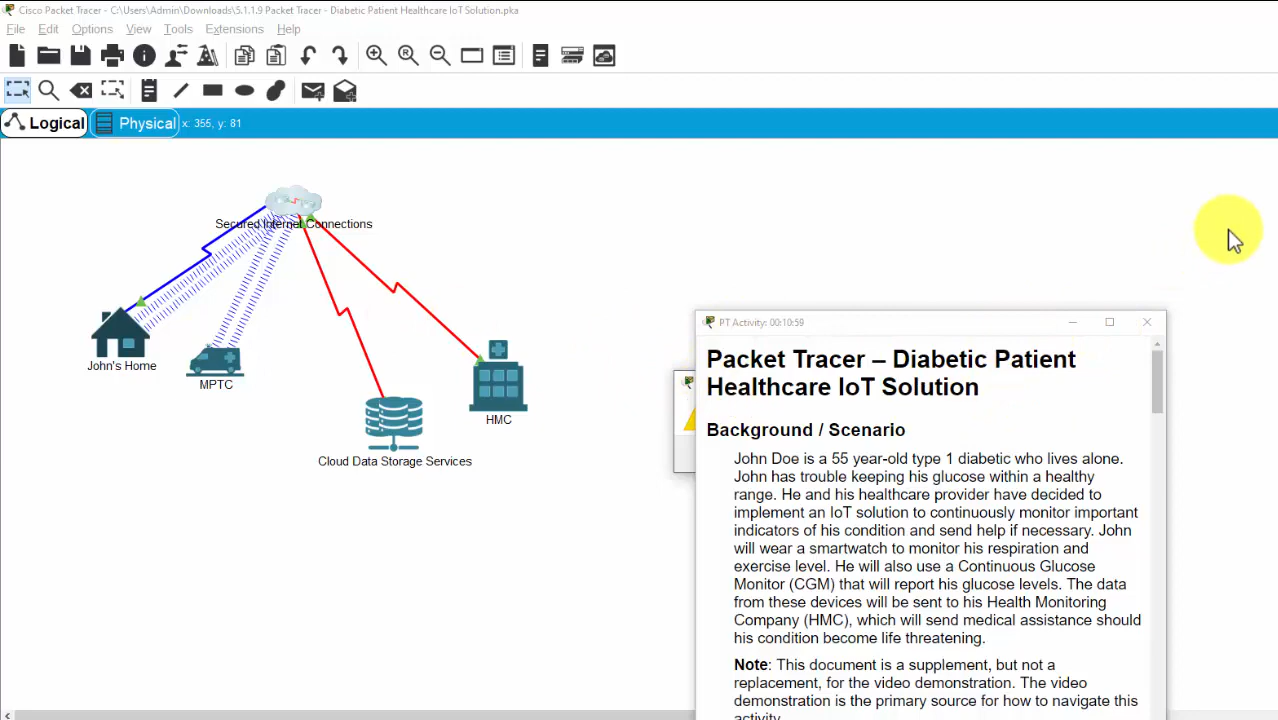 Cisco Packet Tracer - C:\Users\Admin\Downloads\5.1.1.9 Packet Tracer - Diabetic Patient Healthcare IoT Solution.pka
File Edit Options View Tools Extensions Help
Logical Physical x: 355, y: 81
Secured Internet Connections
John's Home
MPTC
HMC
Cloud Data Storage Services
PT Activity: 00:10:59
Packet Tracer – Diabetic Patient
Healthcare IoT Solution
Background / Scenario
John Doe is a 55 year-old type 1 diabetic who lives alone.
John has trouble keeping his glucose within a healthy
range. He and his healthcare provider have decided to
implement an IoT solution to continuously monitor important
indicators of his condition and send help if necessary. John
will wear a smartwatch to monitor his respiration and
exercise level. He will also use a Continuous Glucose
Monitor (CGM) that will report his glucose levels. The data
from these devices will be sent to his Health Monitoring
Company (HMC), which will send medical assistance should
his condition become life threatening.
Note: This document is a supplement, but not a
replacement, for the video demonstration. The video
demonstration is the primary source for how to navigate this
activity.